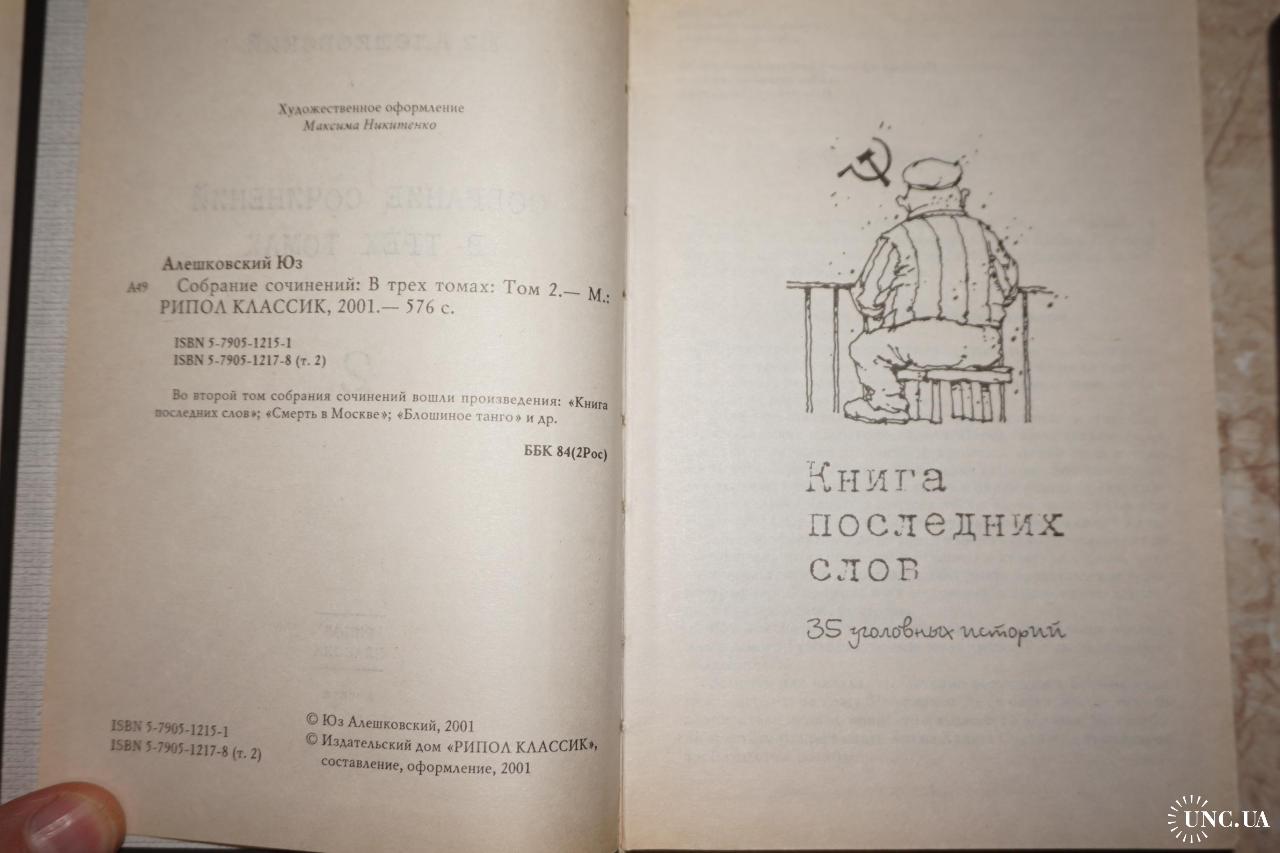 Художественное оформление
Максима Никитенко
Алешковский Юз
А49 Собрание сочинений: В трех томах: Том 2.— М.:
РИПОЛ КЛАССИК, 2001.— 576 с.
ISBN 5-7905-1215-1
ISBN 5-7905-1217-8 (т. 2)
Во второй том собрания сочинений вошли произведения: «Книга
последних слов»; «Смерть в Москве»; «Блошиное танго» и др.
ББК 84(2Рос)
ISBN 5-7905-1215-1
ISBN 5-7905-1217-8 (т. 2)
© Юз Алешковский, 2001
© Издательский дом «РИПОЛ КЛАССИК»,
составление, оформление, 2001
Книга
последних
слов
35 уголовных историй
UNC.UA